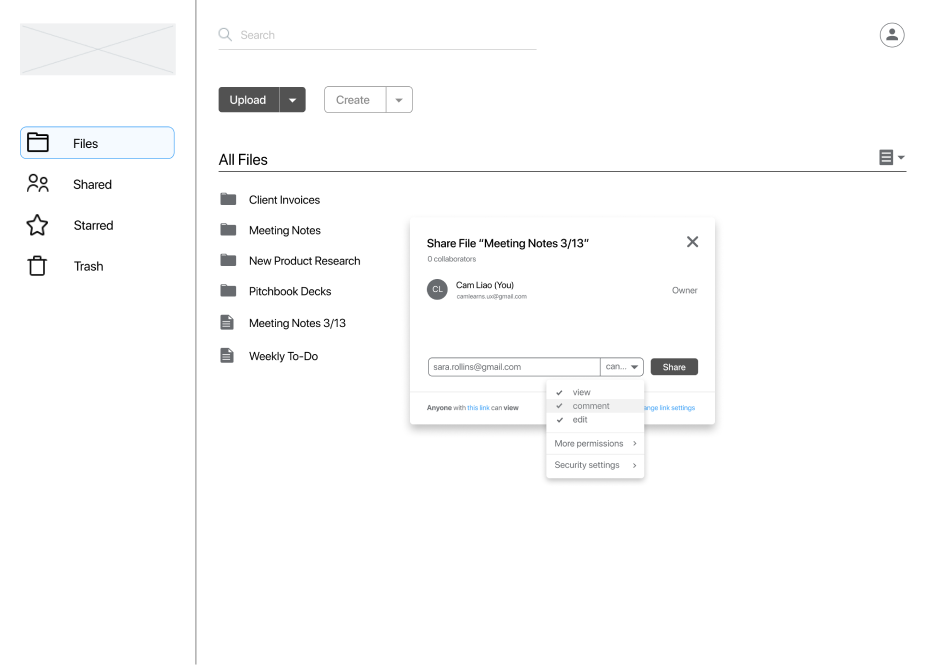 Search
Upload
Create
Files
Shared
Starred
Trash
All Files
Client Invoices
Meeting Notes
New Product Research
Pitchbook Decks
Meeting Notes 3/13
Weekly To-Do
Share File “Meeting Notes 3/13”
0 collaborators
CL
Cam Liao (You)
camlearns.ux@gmail.com
Owner
sara.rollins@gmail.com
can...
Share
Anyone with this link can view
ange link settings
view
comment
edit
More permissions
Security settings